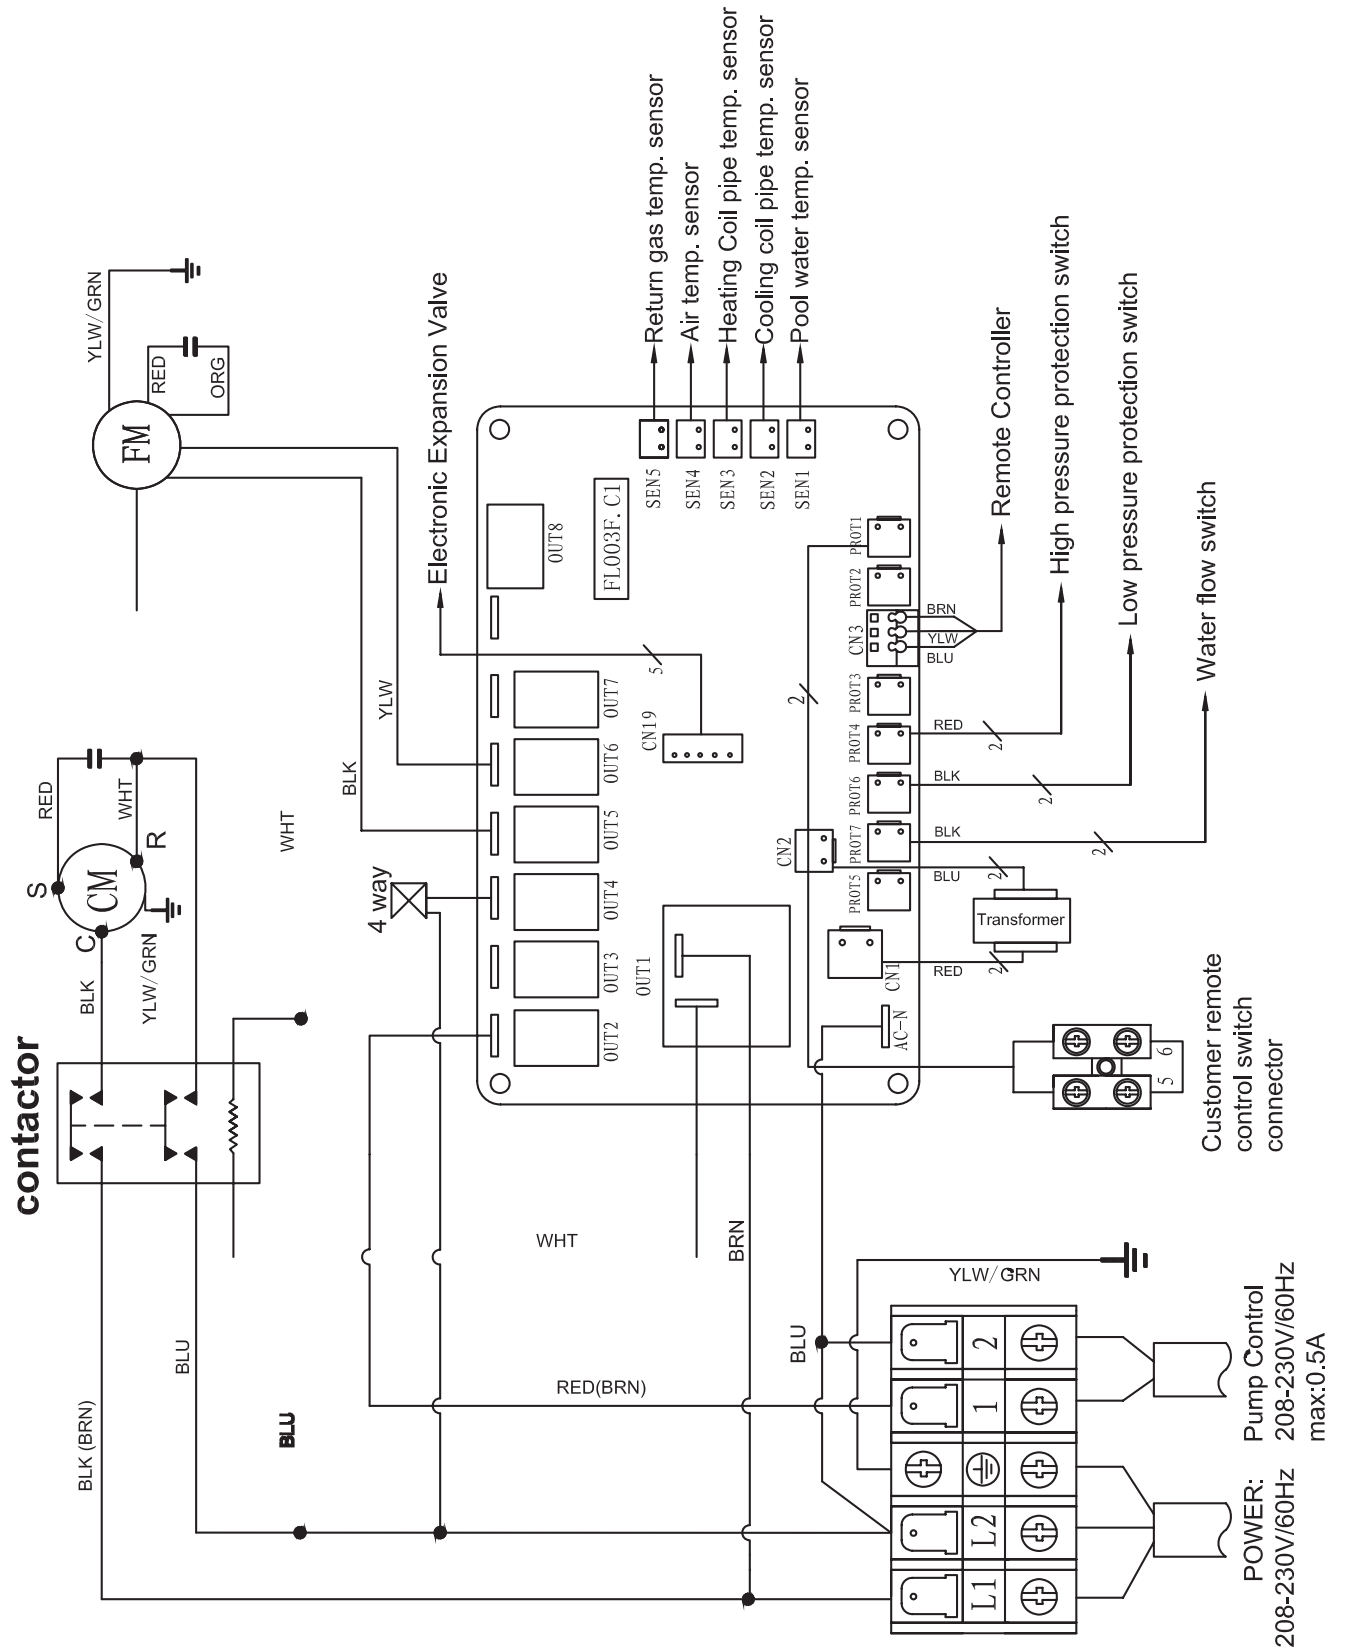 contactor
S
C
R
CM
RED
WHT
BLK
YLW/GRN
FM
YLW/GRN
RED
ORG
WHT
BLK
YLW
4 way
Electronic Expansion Valve
Return gas temp. sensor
Air temp. sensor
Heating Coil pipe temp. sensor
Cooling coil pipe temp. sensor
Pool water temp. sensor
SEN5
SEN4
SEN3
SEN2
SEN1
FL003F.C1
OUT8
OUT7
OUT6
OUT5
OUT4
OUT3
OUT2
OUT1
CN19
5
2
PROT1
PROT2
CN3
PROT3
PROT4
PROT6
PROT7
PROT5
CN2
CN1
AC-N
BRN
YLW
BLU
RED
2
BLK
2
BLK
2
BLU
2
RED
2
Transformer
Remote Controller
High pressure protection switch
Low pressure protection switch
Water flow switch
5
6
Customer remote
control switch
connector
BLK (BRN)
BLU
BLU
WHT
BRN
RED(BRN)
BLU
YLW/GRN
L1
L2
1
2
POWER:
208-230V/60Hz
Pump Control
208-230V/60Hz
max:0.5A